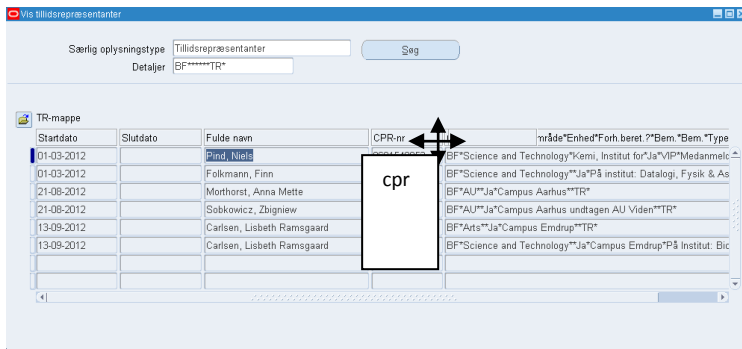 Vis tillidsrepræsentanter
Særlig oplysningstype Tillidsrepræsentanter Søg
Detaljer BF******TR*
TR-mappe
Startdato Slutdato Fulde navn CPR-nr mråde*Enhed*Forh.beret.?*Bem.*Bem.*Type
01-03-2012 Pind, Niels BF*Science and Technology*Kemi, Institut for*Ja*VIP*Medarmeld
01-03-2012 Folkmann, Finn BF*Science and Technology**Ja*På institut: Datalogi, Fysik & As
21-08-2012 Morthorst, Anna Mette BF*AU**Ja*Campus Aarhus**TR*
21-08-2012 Sobkowicz, Zbigniew BF*AU**Ja*Campus Aarhus undtagen AU Viden**TR*
13-09-2012 Carlsen, Lisbeth Ramsgaard BF*Arts**Ja*Campus Emdrup**TR*
13-09-2012 Carlsen, Lisbeth Ramsgaard BF*Science and Technology**Ja*Campus Emdrup*På Institut: Bio
cpr